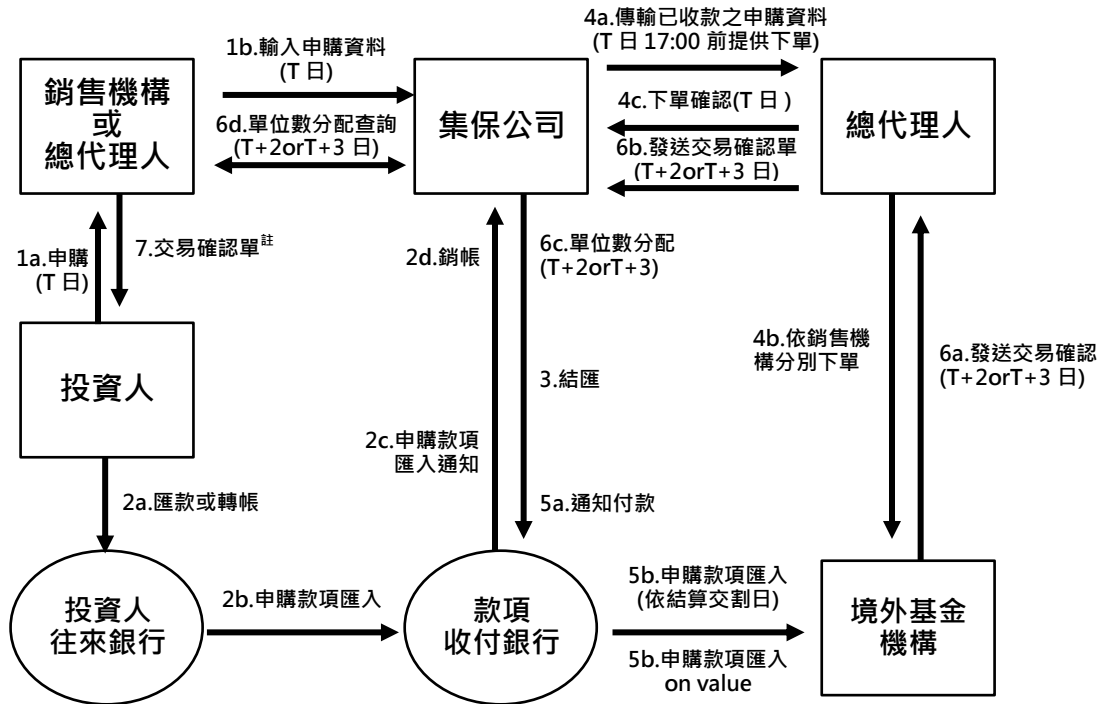 4a.傳輸已收款之申購資料
(T 日 17:00 前提供下單)
1b.輸入申購資料
(T 日)
銷售機構
或
總代理人
集保公司
總代理人
4c.下單確認(T 日 )
6d.單位數分配查詢
(T+2orT+3 日)
6b.發送交易確認單
(T+2orT+3 日)
1a.申購
(T 日)
7.交易確認單註
2d.銷帳
6c.單位數分配
(T+2orT+3)
4b.依銷售機
構分別下單
6a.發送交易確認
(T+2orT+3 日)
投資人
3.結匯
2c.申購款項
匯入通知
2a.匯款或轉帳
5a.通知付款
投資人
往來銀行
2b.申購款項匯入
款項
收付銀行
5b.申購款項匯入
(依結算交割日)
5b.申購款項匯入
on value
境外基金
機構